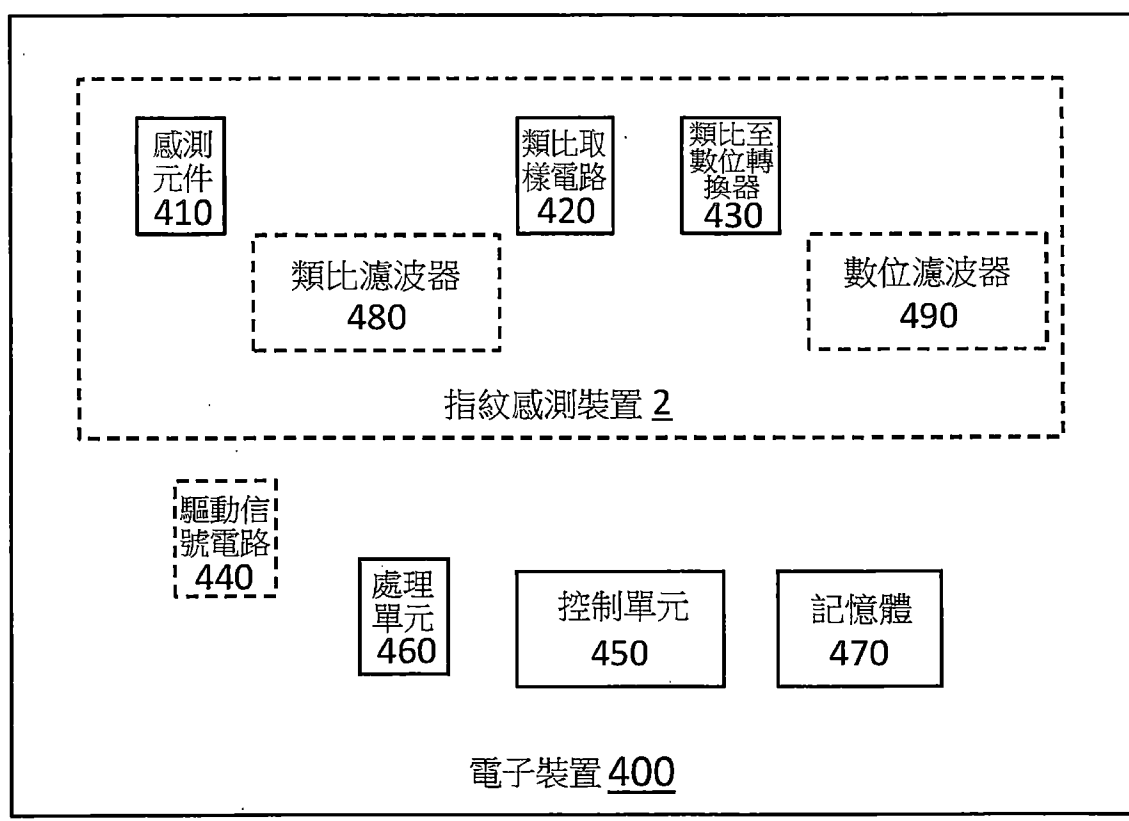 感測
元件
410
類比取
樣電路
420
類比至
數位轉
換器
430
類比濾波器
480
數位濾波器
490
指紋感測裝置 2
驅動信
號電路
440
處理
單元
460
控制單元
450
記憶體
470
電子裝置 400